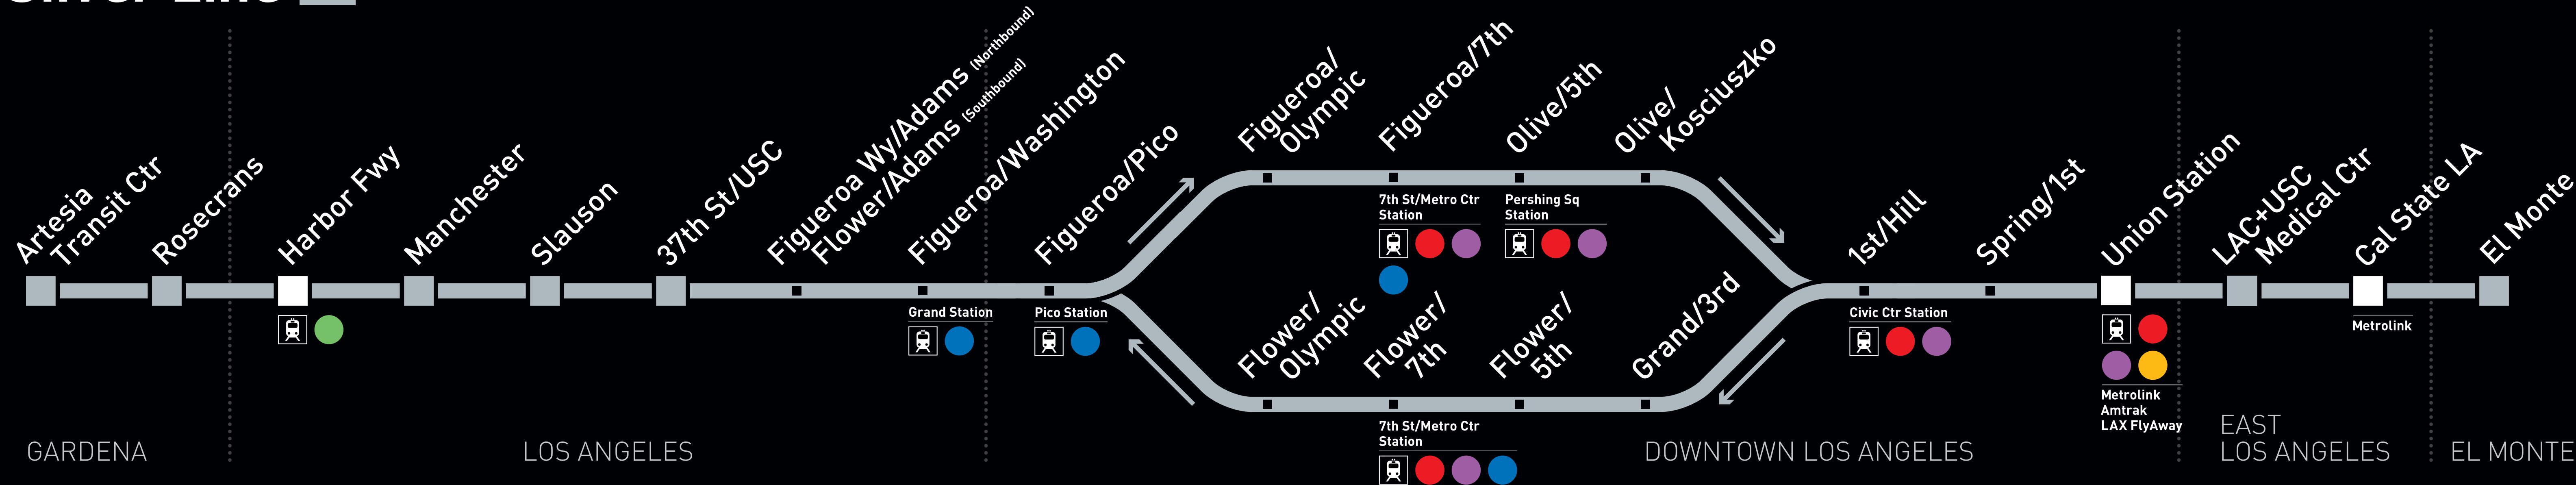 Silver Line
Artesia
Transit Ctr
Rosecrans
Harbor Fwy
Manchester
Slauson
37th St/USC
Figueroa Wy/Adams (Northbound)
Flower/Adams (Southbound)
Figueroa/Washington
Grand Station
Figueroa/Pico
Pico Station
Figueroa/
Olympic
Figueroa/7th
7th St/Metro Ctr
Station
Olive/5th
Pershing Sq
Station
Olive/
Kosciuszko
Flower/
Olympic
Flower/
7th
7th St/Metro Ctr
Station
Flower/
5th
Grand/3rd
1st/Hill
Civic Ctr Station
Spring/1st
Union Station
Metrolink
Amtrak
LAX FlyAway
LAC+USC
Medical Ctr
Cal State LA
Metrolink
El Monte
GARDENA
LOS ANGELES
DOWNTOWN LOS ANGELES
EAST
LOS ANGELES
EL MONTE